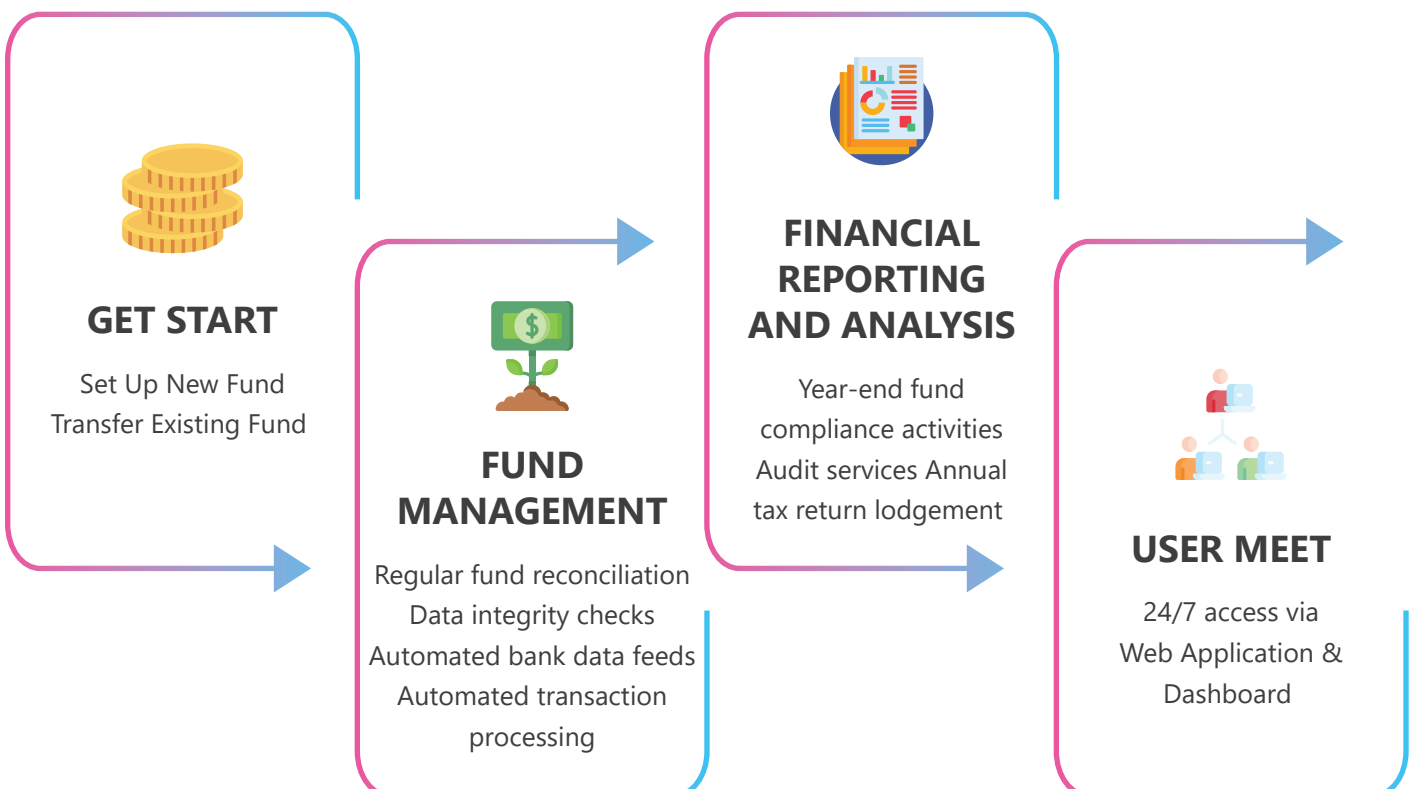 GET START
Set Up New Fund
Transfer Existing Fund
FUND
MANAGEMENT
Regular fund reconciliation
Data integrity checks
Automated bank data feeds
Automated transaction
processing
FINANCIAL
REPORTING
AND ANALYSIS
Year-end fund
compliance activities
Audit services Annual
tax return lodgement
USER MEET
24/7 access via
Web Application &
Dashboard